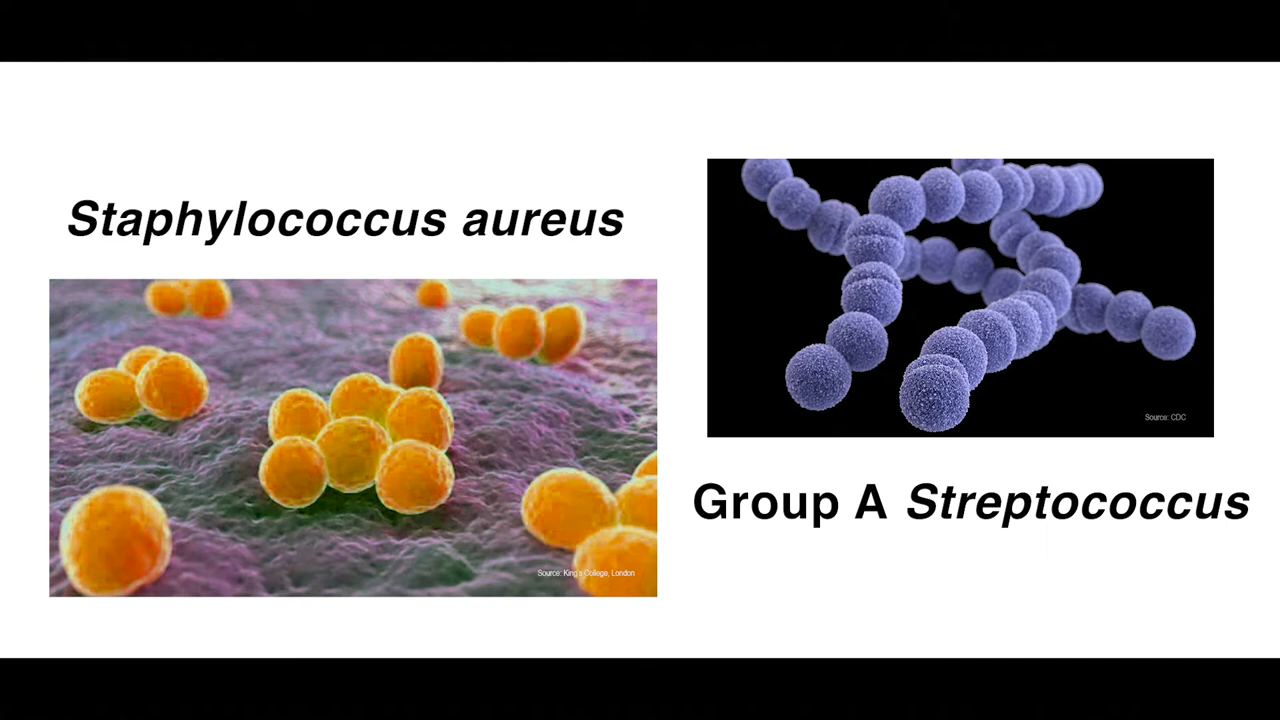 Staphylococcus aureus
Source: King's College, London
Source: CDC
Group A Streptococcus